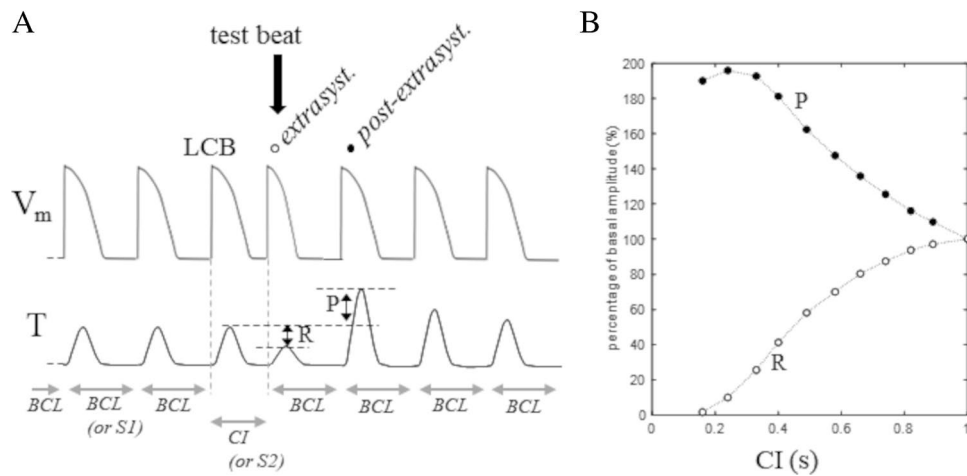 A
test beat
extrasyst.
post-extrasyst.
LCB
Vm
T
P
R
BCL
BCL
BCL
BCL
BCL
BCL
BCL
(or S1)
CI
(or S2)
B
percentage of basal amplitude (%)
200
180
160
140
120
100
80
60
40
20
0
P
R
0
0.2
0.4
0.6
0.8
1
CI (s)